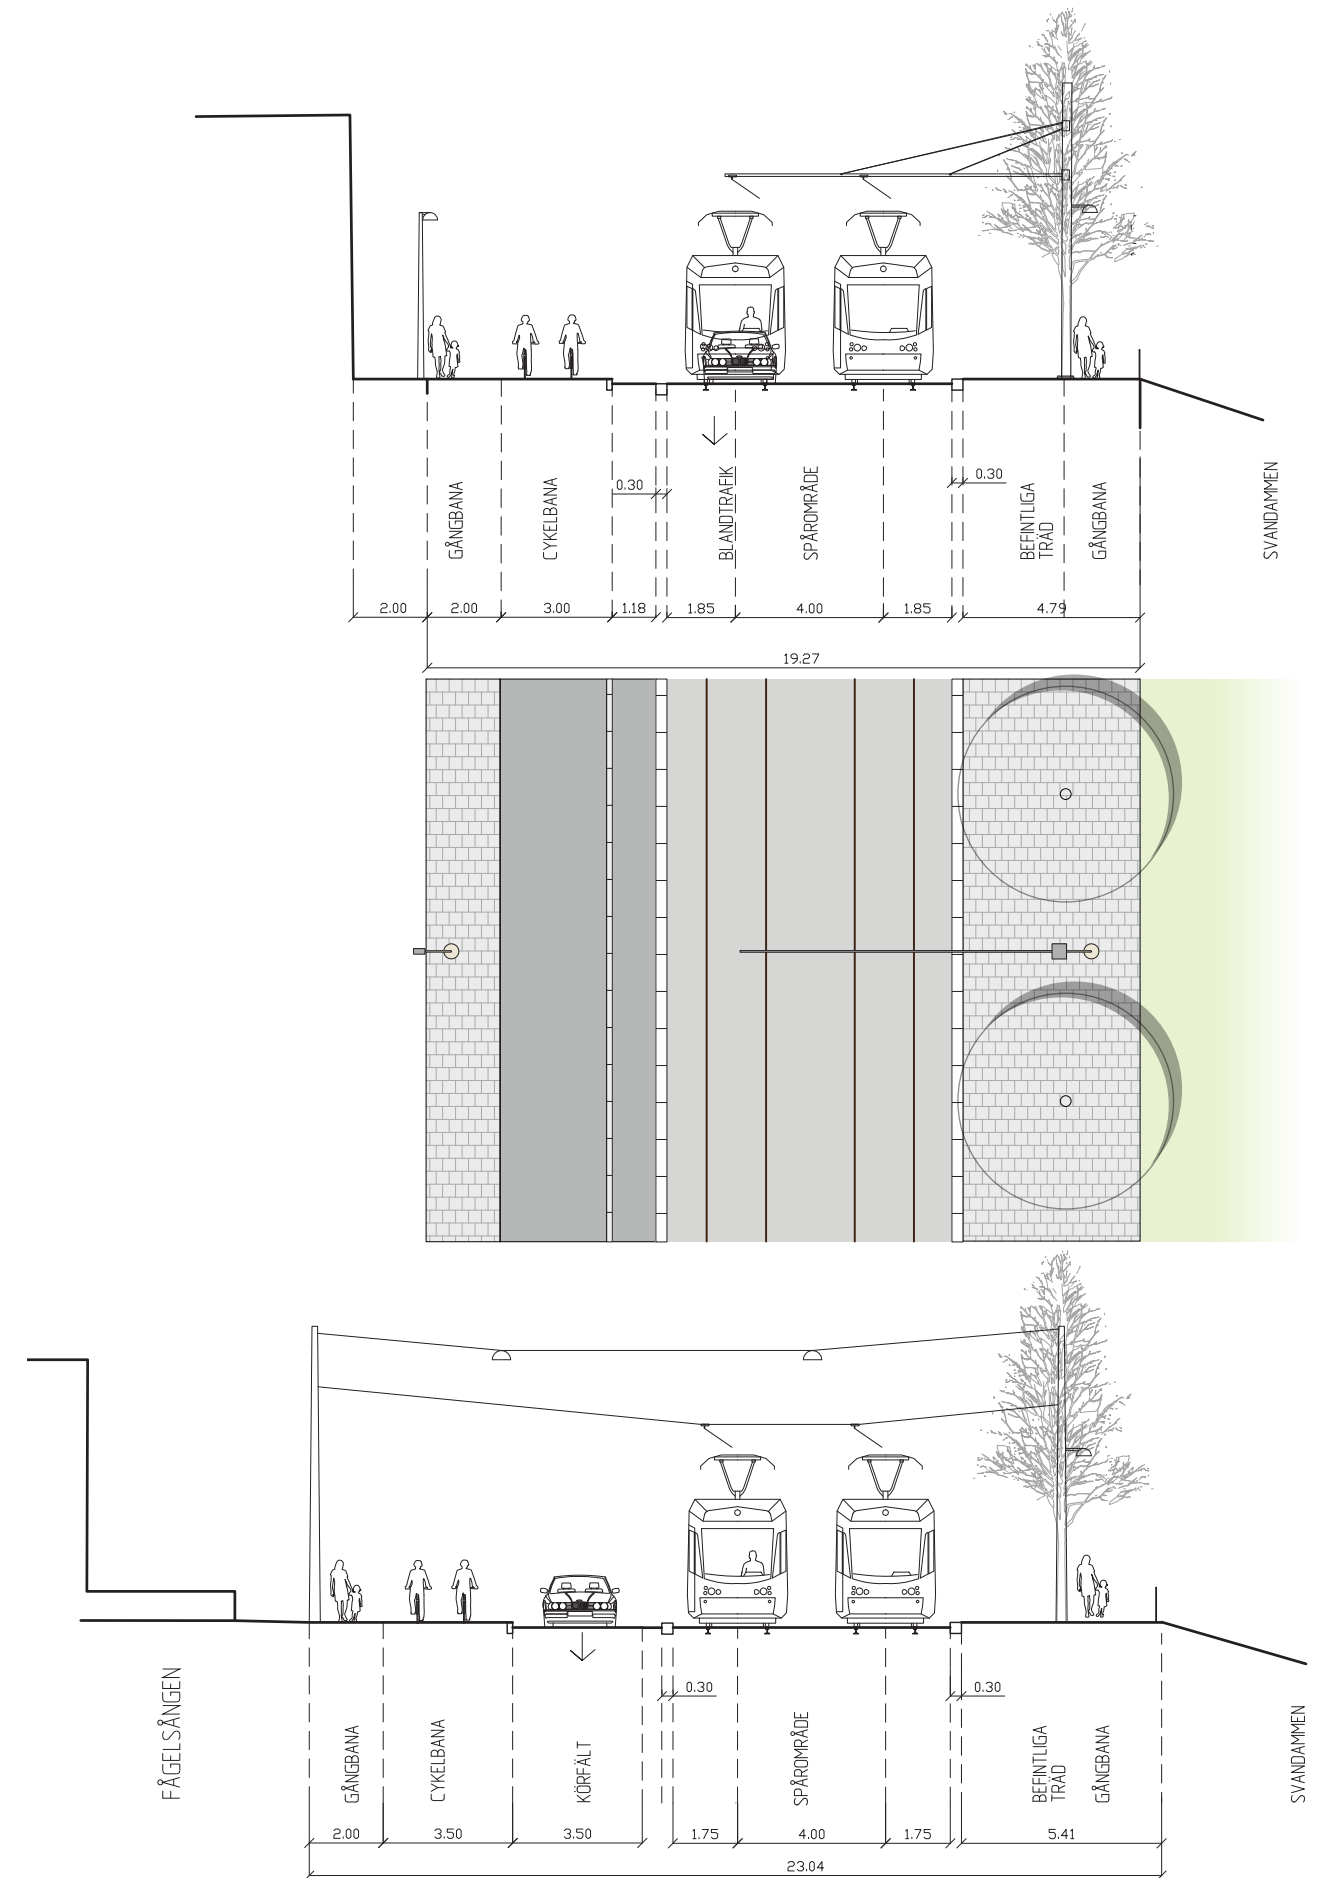 0.30
0.30
GÅNGBANA
CYKELBANA
BLANDTRAFIK
SPÅROMRÅDE
BEFINTLIGA
TRÄD
GÅNGBANA
SVANDAMMEN
2.00
2.00
3.00
1.18
1.85
4.00
1.85
4.79
19.27
0.30
0.30
FÅGELSÅNGEN
GÅNGBANA
CYKELBANA
KÖRFÄLT
SPÅROMRÅDE
BEFINTLIGA
TRÄD
GÅNGBANA
SVANDAMMEN
2.00
3.50
3.50
1.75
4.00
1.75
5.41
23.04